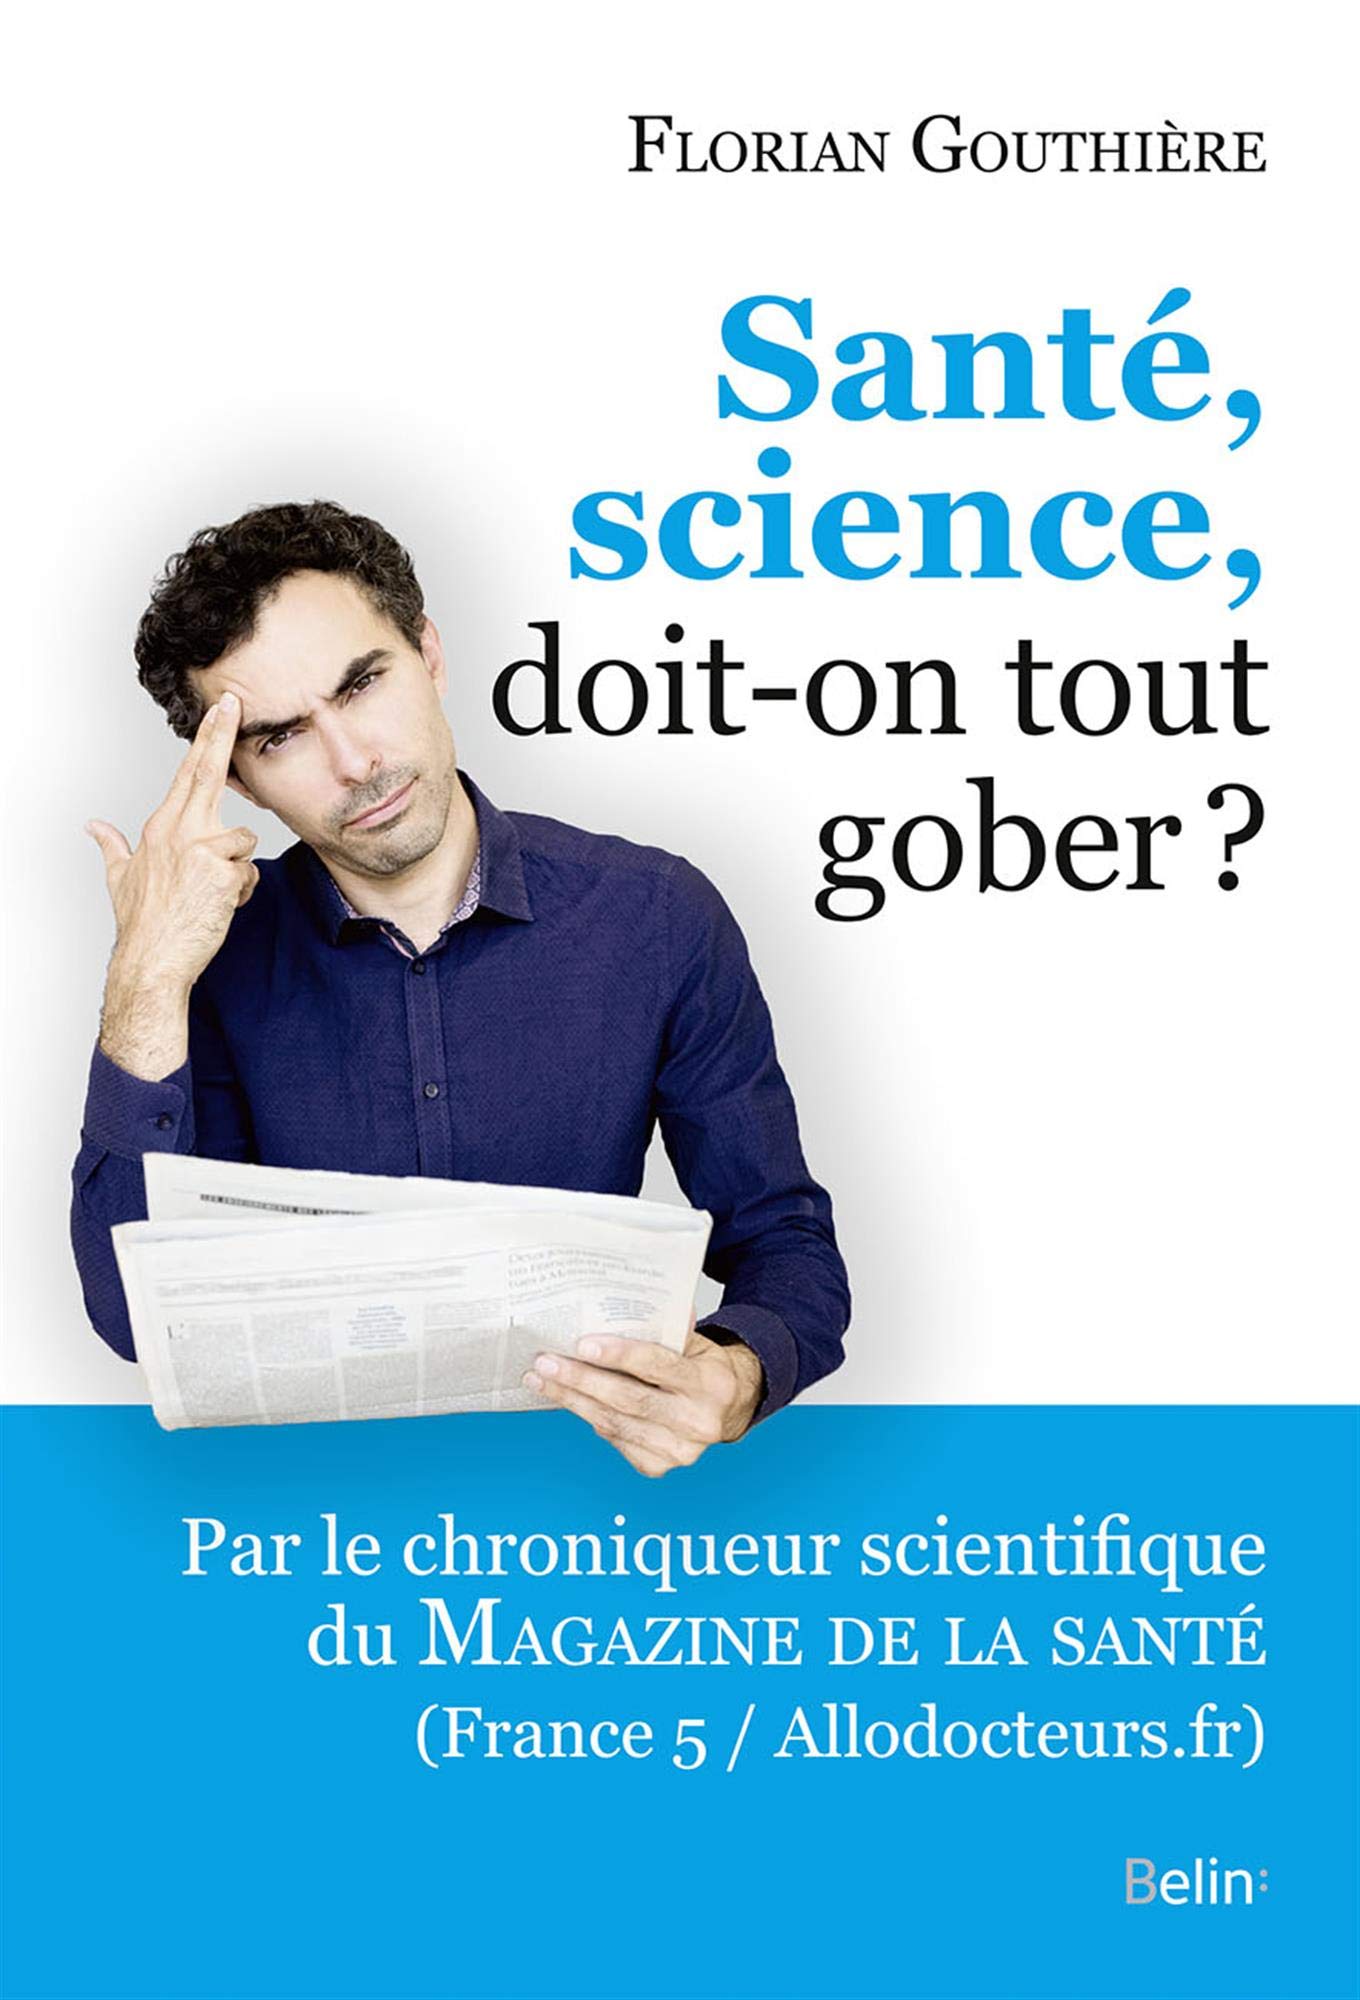 FLORIAN GOUTHIÈRE
Santé,
science,
doit-on tout
gober ?
Par le chroniqueur scientifique
du MAGAZINE DE LA SANTÉ
(France 5 / Allodocteurs.fr)
Belin: